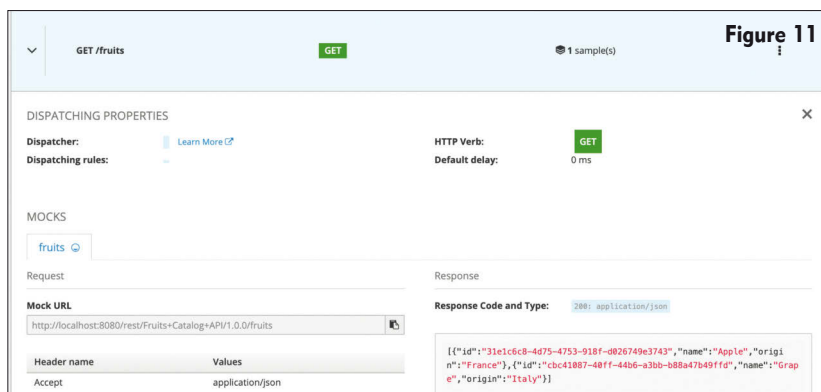 Figure 11
GET /fruits GET 1 sample(s)
DISPATCHING PROPERTIES
Dispatcher: Learn More HTTP Verb: GET
Dispatching rules: Default delay: 0 ms
MOCKS
fruits
Request Response
Mock URL Response Code and Type: 200: application/json
http://localhost:8080/rest/Fruits+Catalog+API/1.0.0/fruits
[{"id":"31e1c6c8-4d75-4753-918f-d026749e3743","name":"Apple","origi
n":"France"},{"id":"cbc41087-40ff-44b6-a3bb-b88a47b49ffd","name":"Grap
e","origin":"Italy"}]
Header name Values
Accept application/json